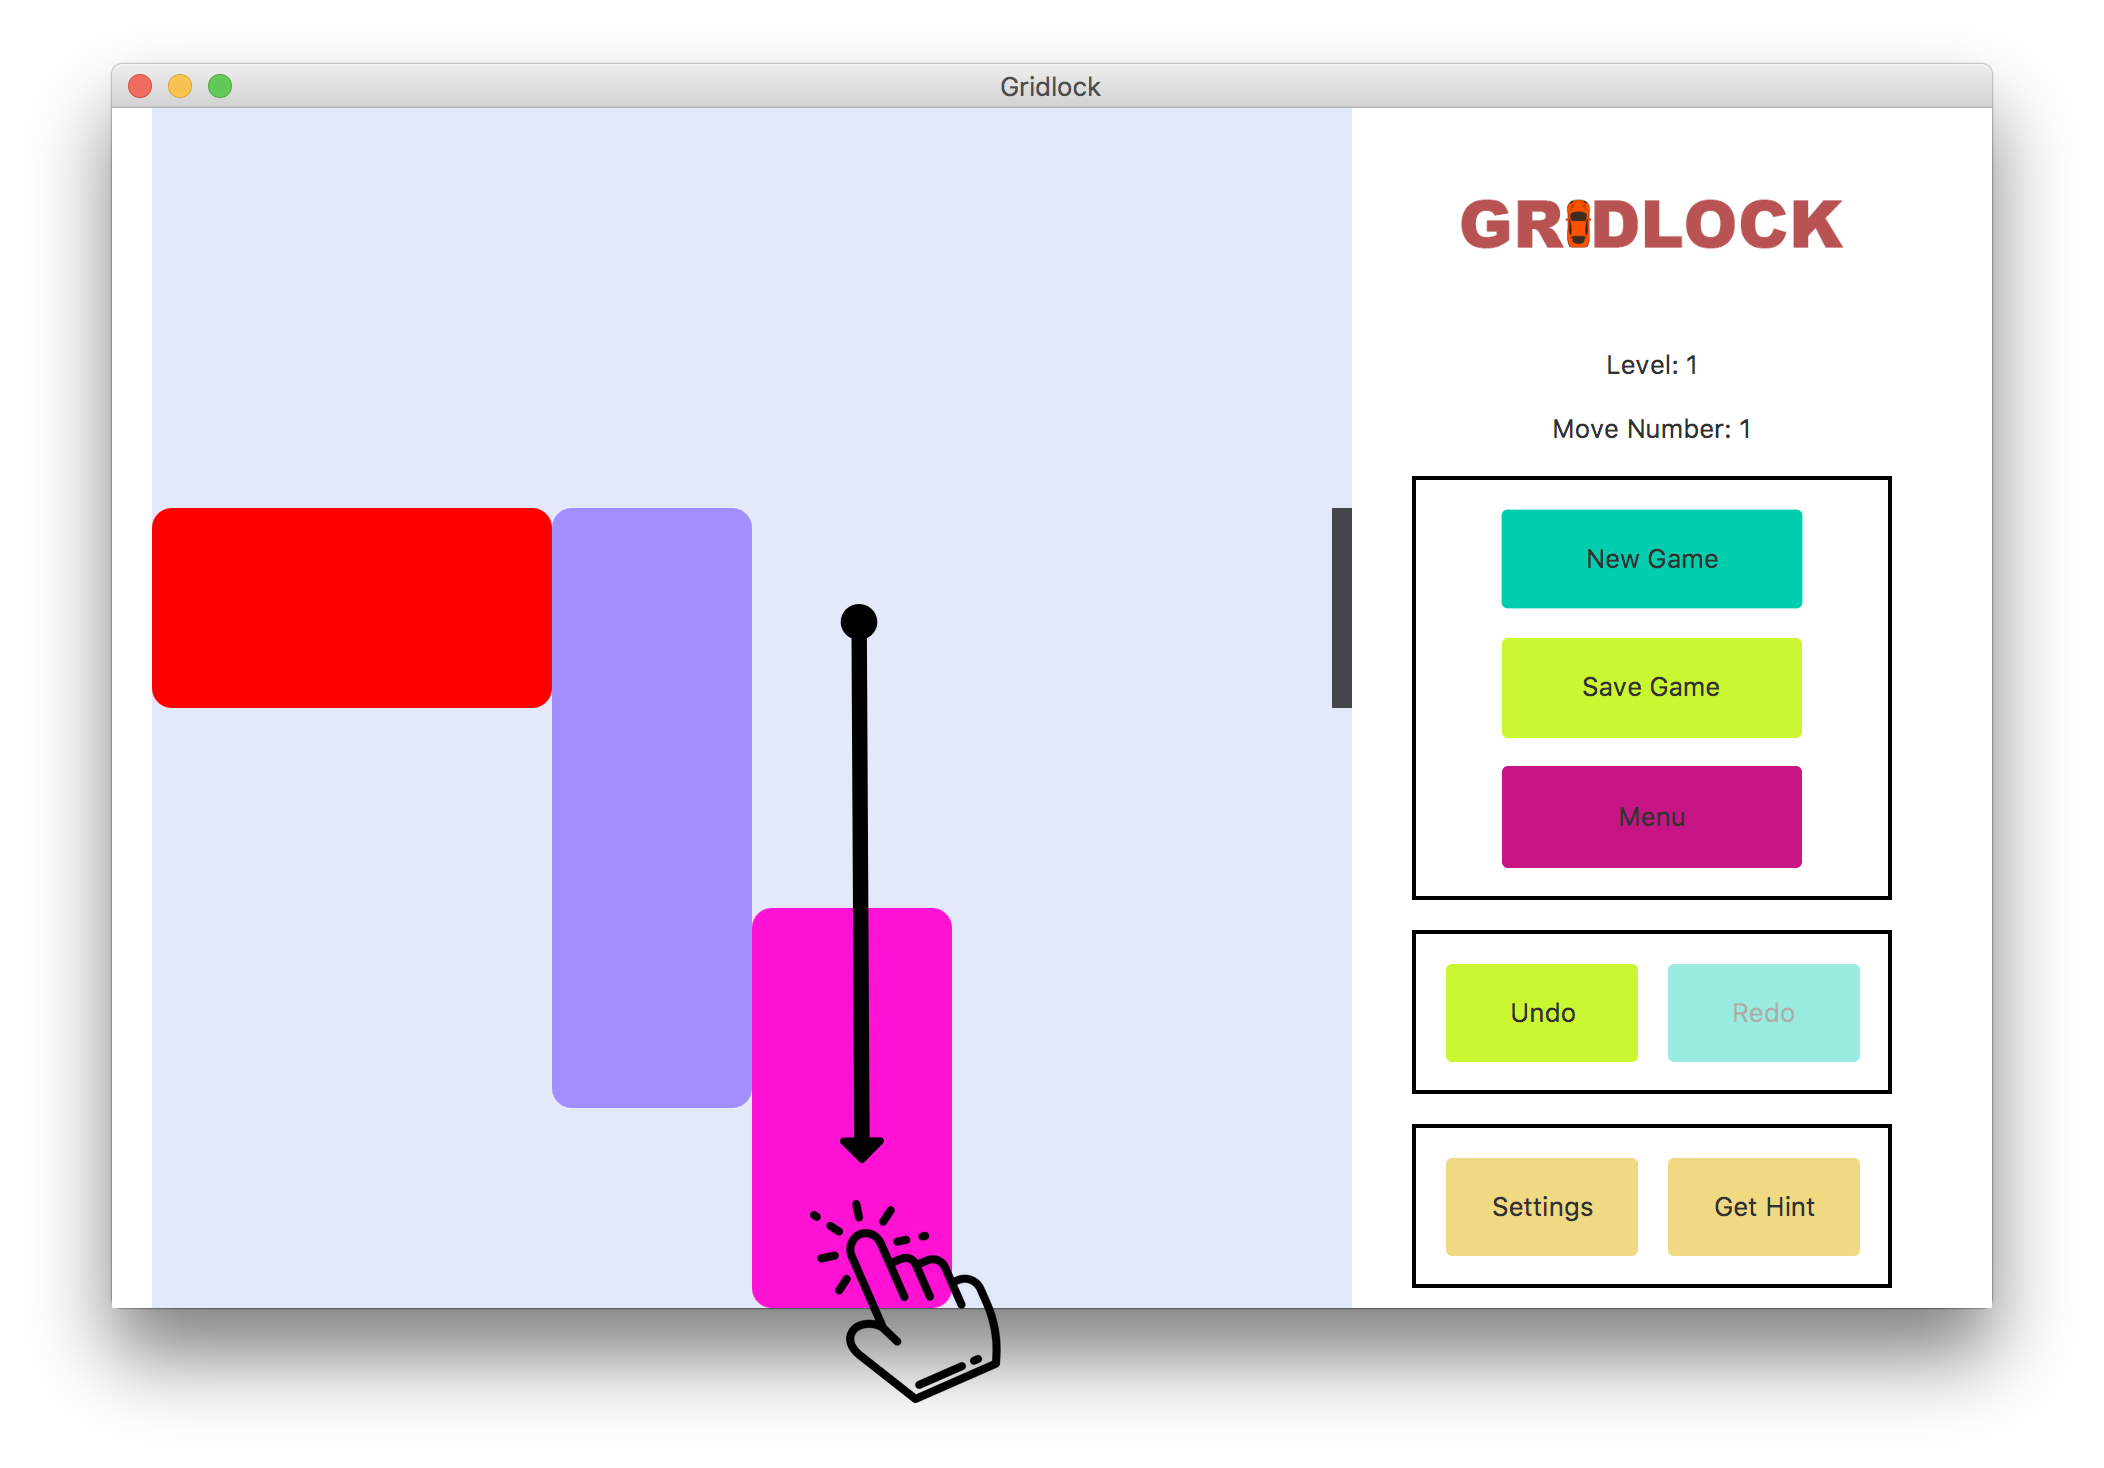 Gridlock
GRIDLOCK
Level: 1
Move Number: 1
New Game
Save Game
Menu
Undo
Redo
Settings
Get Hint